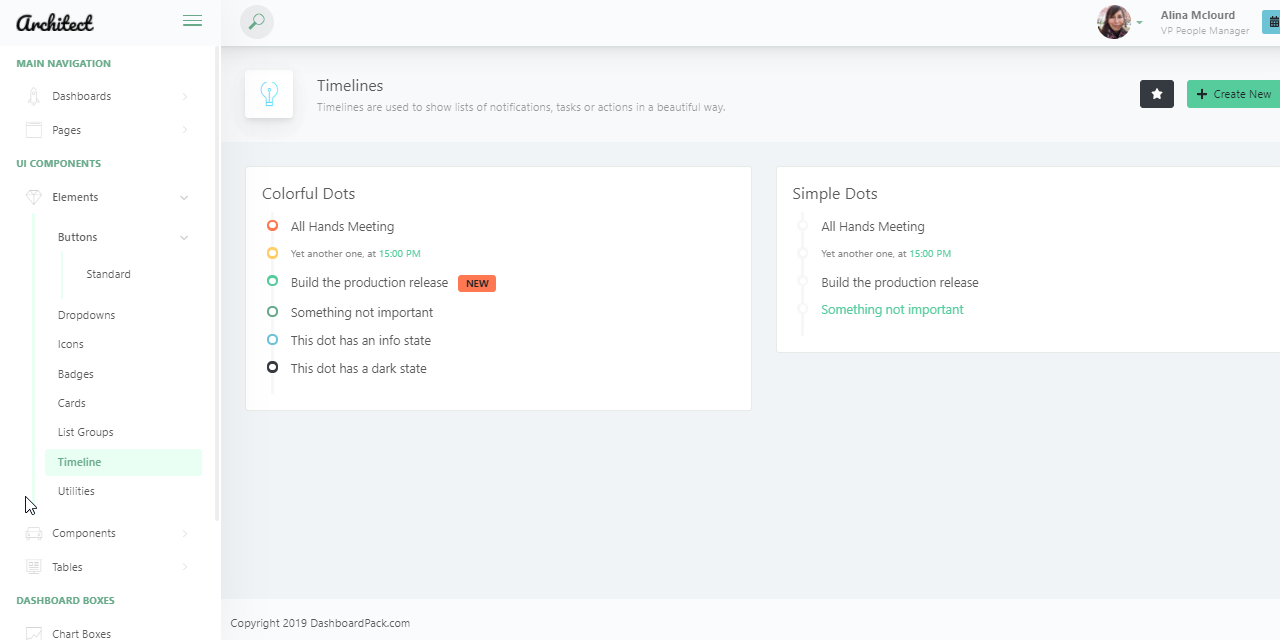 Architect
Alina Mclourd
VP People Manager
MAIN NAVIGATION
Dashboards
Pages
UI COMPONENTS
Elements
Buttons
Standard
Dropdowns
Icons
Badges
Cards
List Groups
Timeline
Utilities
Components
Tables
DASHBOARD BOXES
Chart Boxes
Timelines
Timelines are used to show lists of notifications, tasks or actions in a beautiful way.
Create New
Colorful Dots
All Hands Meeting
Yet another one, at 15:00 PM
Build the production release NEW
Something not important
This dot has an info state
This dot has a dark state
Simple Dots
All Hands Meeting
Yet another one, at 15:00 PM
Build the production release
Something not important
Copyright 2019 DashboardPack.com